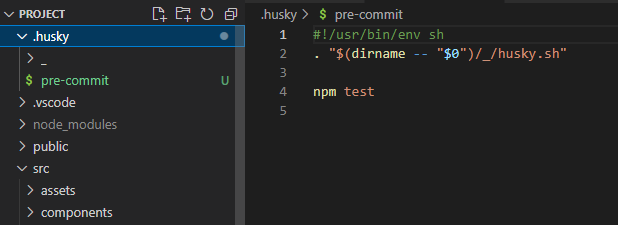 PROJECT
.husky
_
$ pre-commit U
.vscode
node_modules
public
src
assets
components
.husky > $ pre-commit
1 #!/usr/bin/env sh
2 . "$(dirname -- "$0")/_/husky.sh"
3
4 npm test
5